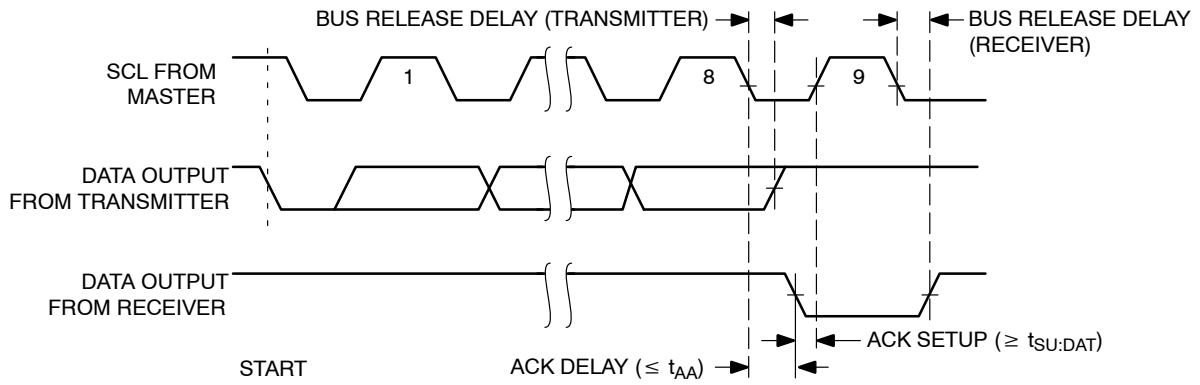 BUS RELEASE DELAY (TRANSMITTER)
BUS RELEASE DELAY
(RECEIVER)
SCL FROM
MASTER
1
8
9
DATA OUTPUT
FROM TRANSMITTER
DATA OUTPUT
FROM RECEIVER
START
ACK DELAY (≤ tAA)
ACK SETUP (≥ tSU:DAT)